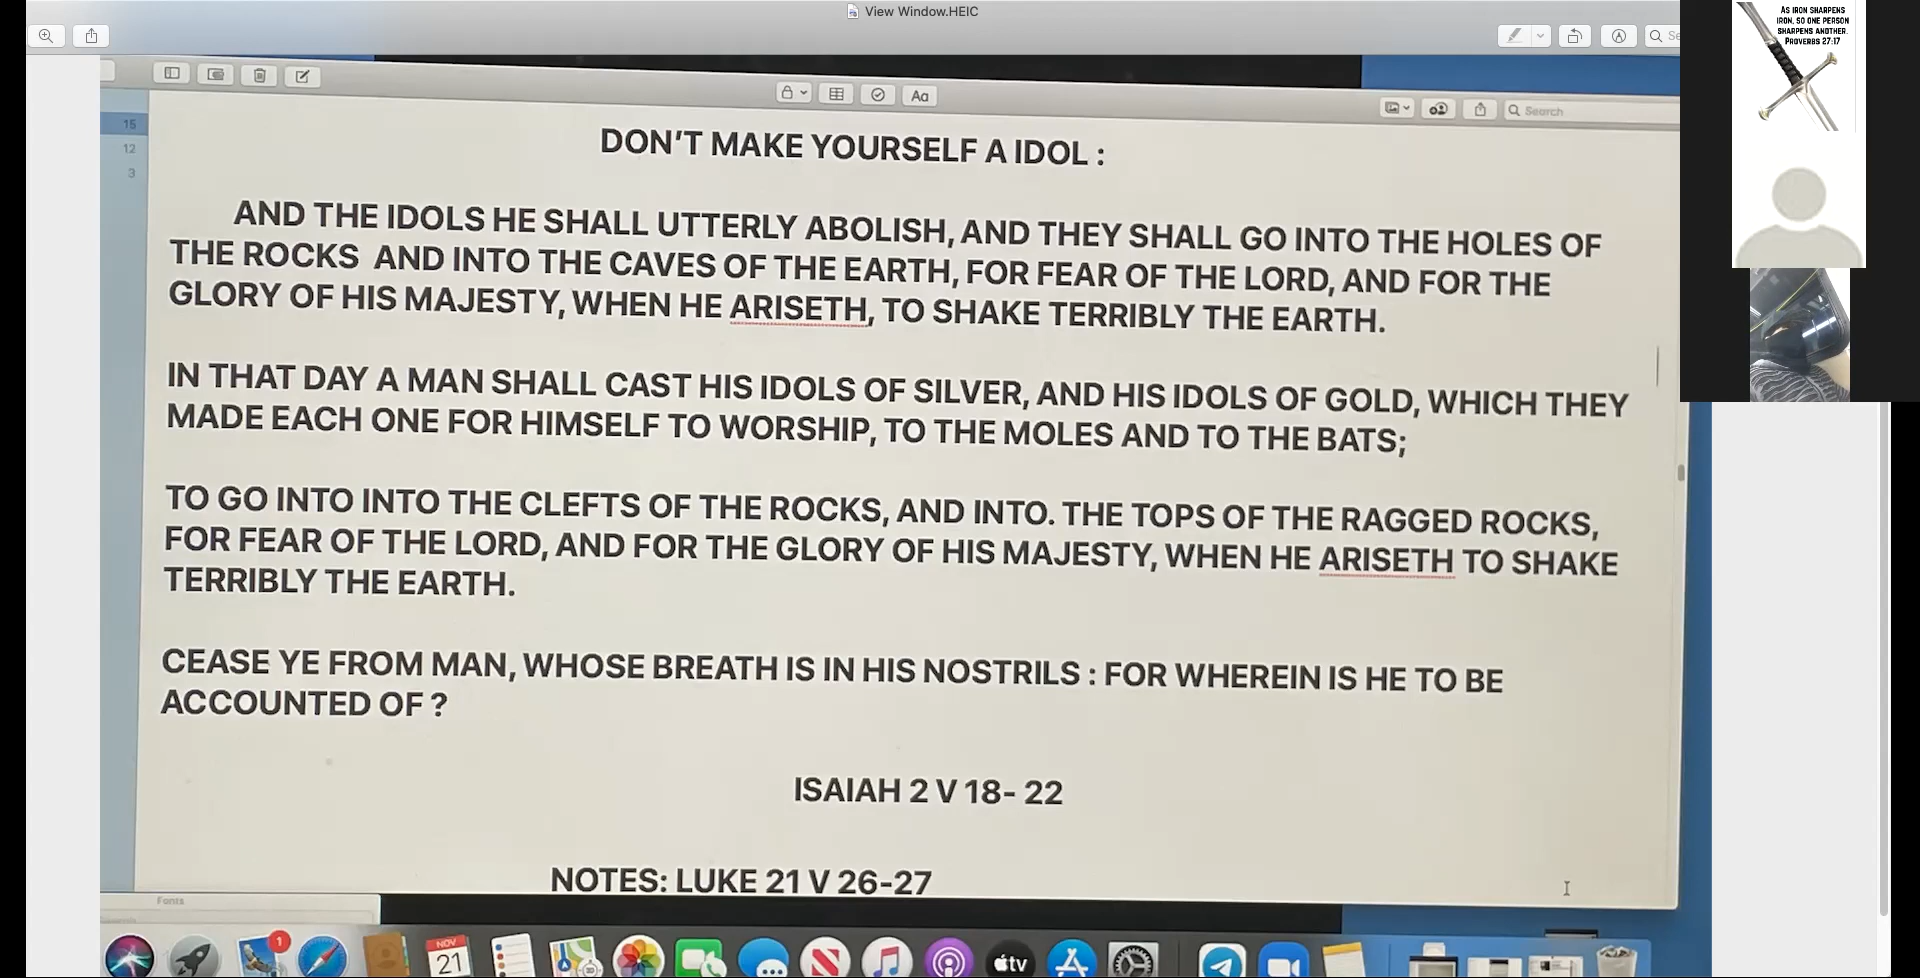 View Window.HEIC
AS IRON SHARPENS
IRON, SO ONE PERSON
SHARPENS ANOTHER.
PROVERBS 27:17
Se
Aa
Search
15
12
3
DON'T MAKE YOURSELF A IDOL :
AND THE IDOLS HE SHALL UTTERLY ABOLISH, AND THEY SHALL GO INTO THE HOLES OF
THE ROCKS AND INTO THE CAVES OF THE EARTH, FOR FEAR OF THE LORD, AND FOR THE
GLORY OF HIS MAJESTY, WHEN HE ARISETH, TO SHAKE TERRIBLY THE EARTH.
IN THAT DAY A MAN SHALL CAST HIS IDOLS OF SILVER, AND HIS IDOLS OF GOLD, WHICH THEY
MADE EACH ONE FOR HIMSELF TO WORSHIP, TO THE MOLES AND TO THE BATS;
TO GO INTO INTO THE CLEFTS OF THE ROCKS, AND INTO. THE TOPS OF THE RAGGED ROCKS,
FOR FEAR OF THE LORD, AND FOR THE GLORY OF HIS MAJESTY, WHEN HE ARISETH TO SHAKE
TERRIBLY THE EARTH.
CEASE YE FROM MAN, WHOSE BREATH IS IN HIS NOSTRILS : FOR WHEREIN IS HE TO BE
ACCOUNTED OF ?
ISAIAH 2 V 18- 22
NOTES: LUKE 21 V 26-27
Fonts
1
NOV
21
tv